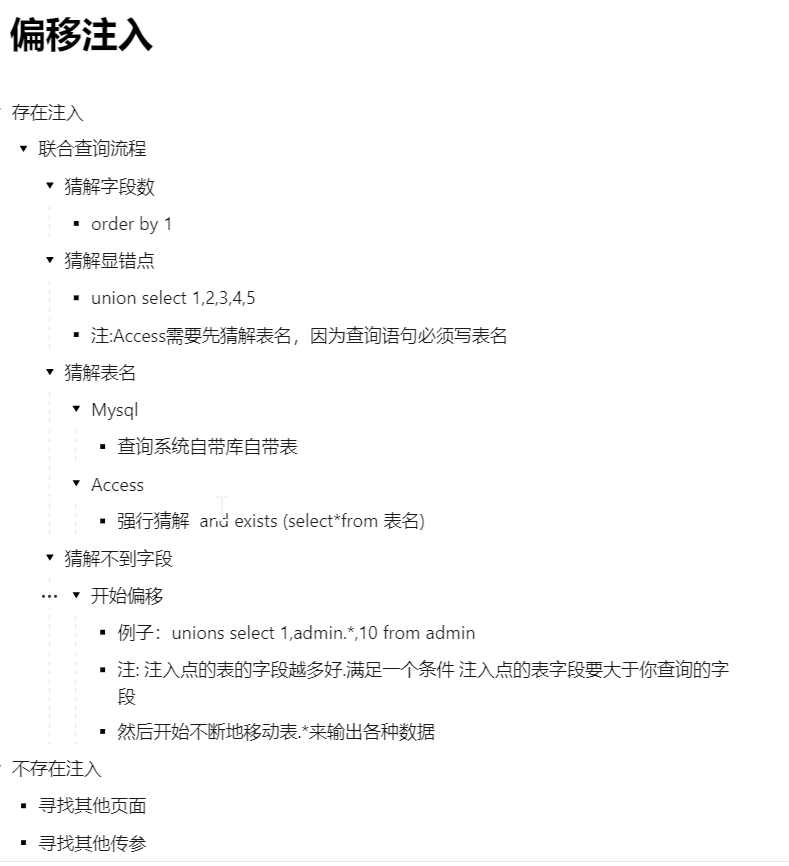 偏移注入
存在注入
联合查询流程
猜解字段数
order by 1
猜解显错点
union select 1,2,3,4,5
注:Access需要先猜解表名，因为查询语句必须写表名
猜解表名
Mysql
查询系统自带库自带表
Access
强行猜解 and exists (select*from 表名)
猜解不到字段
开始偏移
例子：unions select 1,admin.*,10 from admin
注: 注入点的表的字段越多好.满足一个条件 注入点的表字段要大于你查询的字
段
然后开始不断地移动表.*来输出各种数据
不存在注入
寻找其他页面
寻找其他传参